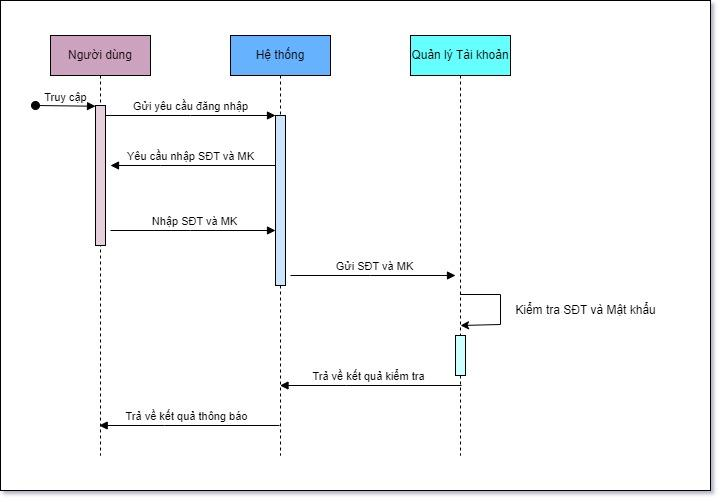 Người dùng
Hệ thống
Quản lý Tài khoản
Truy cập
Gửi yêu cầu đăng nhập
Yêu cầu nhập SĐT và MK
Nhập SĐT và MK
Gửi SĐT và MK
Kiểm tra SĐT và Mật khẩu
Trả về kết quả kiểm tra
Trả về kết quả thông báo